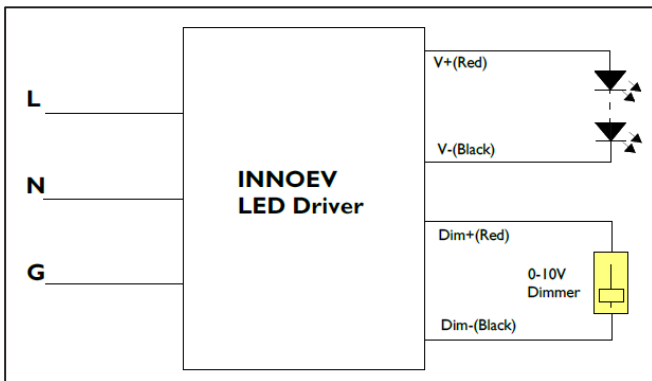 L
N
G
INNOEV
LED Driver
V+(Red)
V-(Black)
Dim+(Red)
0-10V
Dimmer
Dim-(Black)